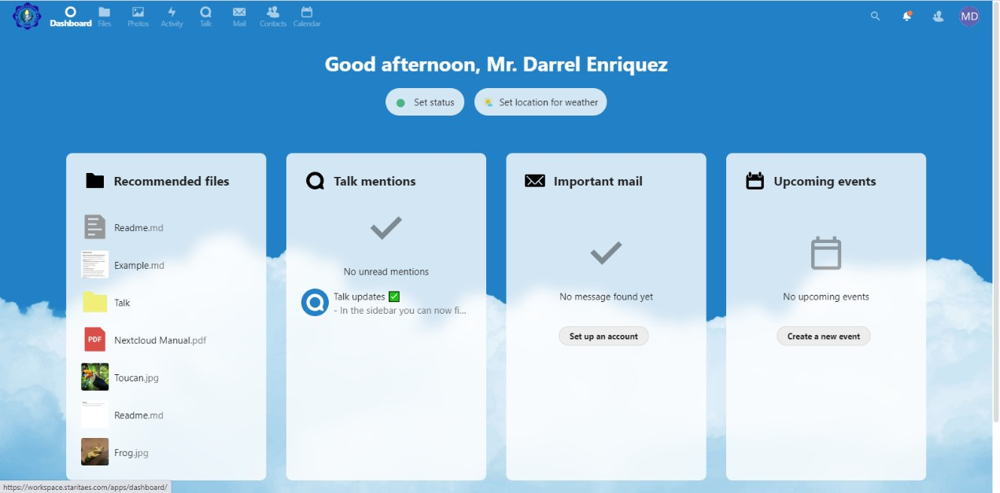 Dashboard
Files
Photos
Activity
Talk
Mail
Contacts
Calendar
MD
Good afternoon, Mr. Darrel Enriquez
Set status
Set location for weather
Recommended files
Readme.md
Example.md
Talk
PDF
Nextcloud Manual.pdf
Toucan.jpg
Readme.md
Frog.jpg
Talk mentions
No unread mentions
Talk updates ✅
- In the sidebar you can now fi...
Important mail
No message found yet
Set up an account
Upcoming events
No upcoming events
Create a new event
https://workspace.staritaes.com/apps/dashboard/